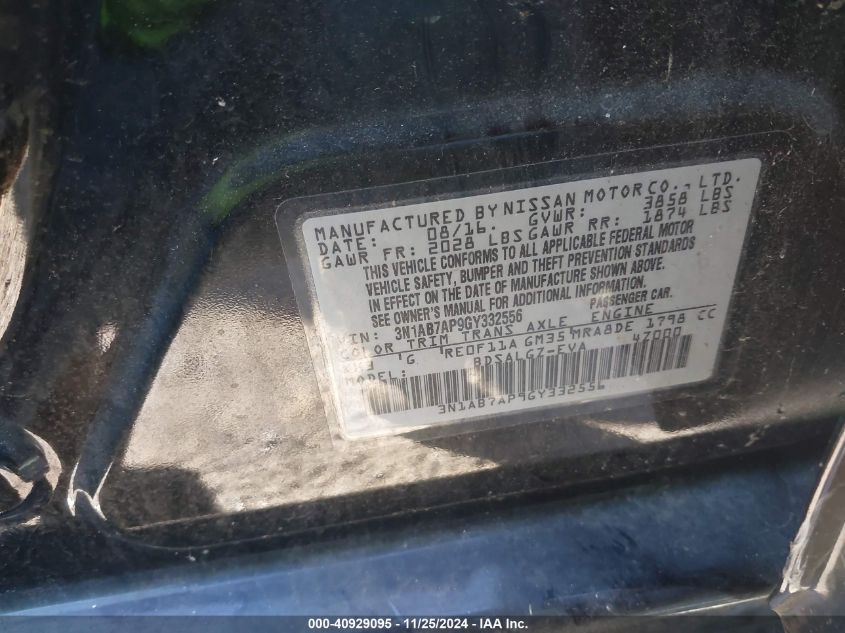 MANUFACTURED BY NISSAN MOTOR CO., LTD.
DATE: 08/16. GVWR: 3858 LBS
GAWR FR: 2028 LBS GAWR RR: 1874 LBS
THIS VEHICLE CONFORMS TO ALL APPLICABLE FEDERAL MOTOR
VEHICLE SAFETY, BUMPER AND THEFT PREVENTION STANDARDS
IN EFFECT ON THE DATE OF MANUFACTURE SHOWN ABOVE.
SEE OWNER'S MANUAL FOR ADDITIONAL INFORMATION.
VIN: 3N1AB7AP9GY332556 PASSENGER CAR.
COLOR TRIM TRANS AXLE ENGINE
G RE0F11A GM35 MRA8DE 1798 CC
MODEL: BDSALGZ-EVA 47000
3N1AB7AP9GY332556
000-40929095 - 11/25/2024 - IAA Inc.